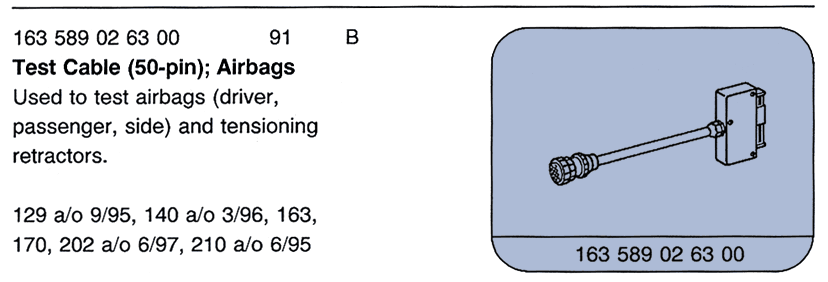 163 589 02 63 00 91 B
Test Cable (50-pin); Airbags
Used to test airbags (driver,
passenger, side) and tensioning
retractors.
129 a/o 9/95, 140 a/o 3/96, 163,
170, 202 a/o 6/97, 210 a/o 6/95
163 589 02 63 00